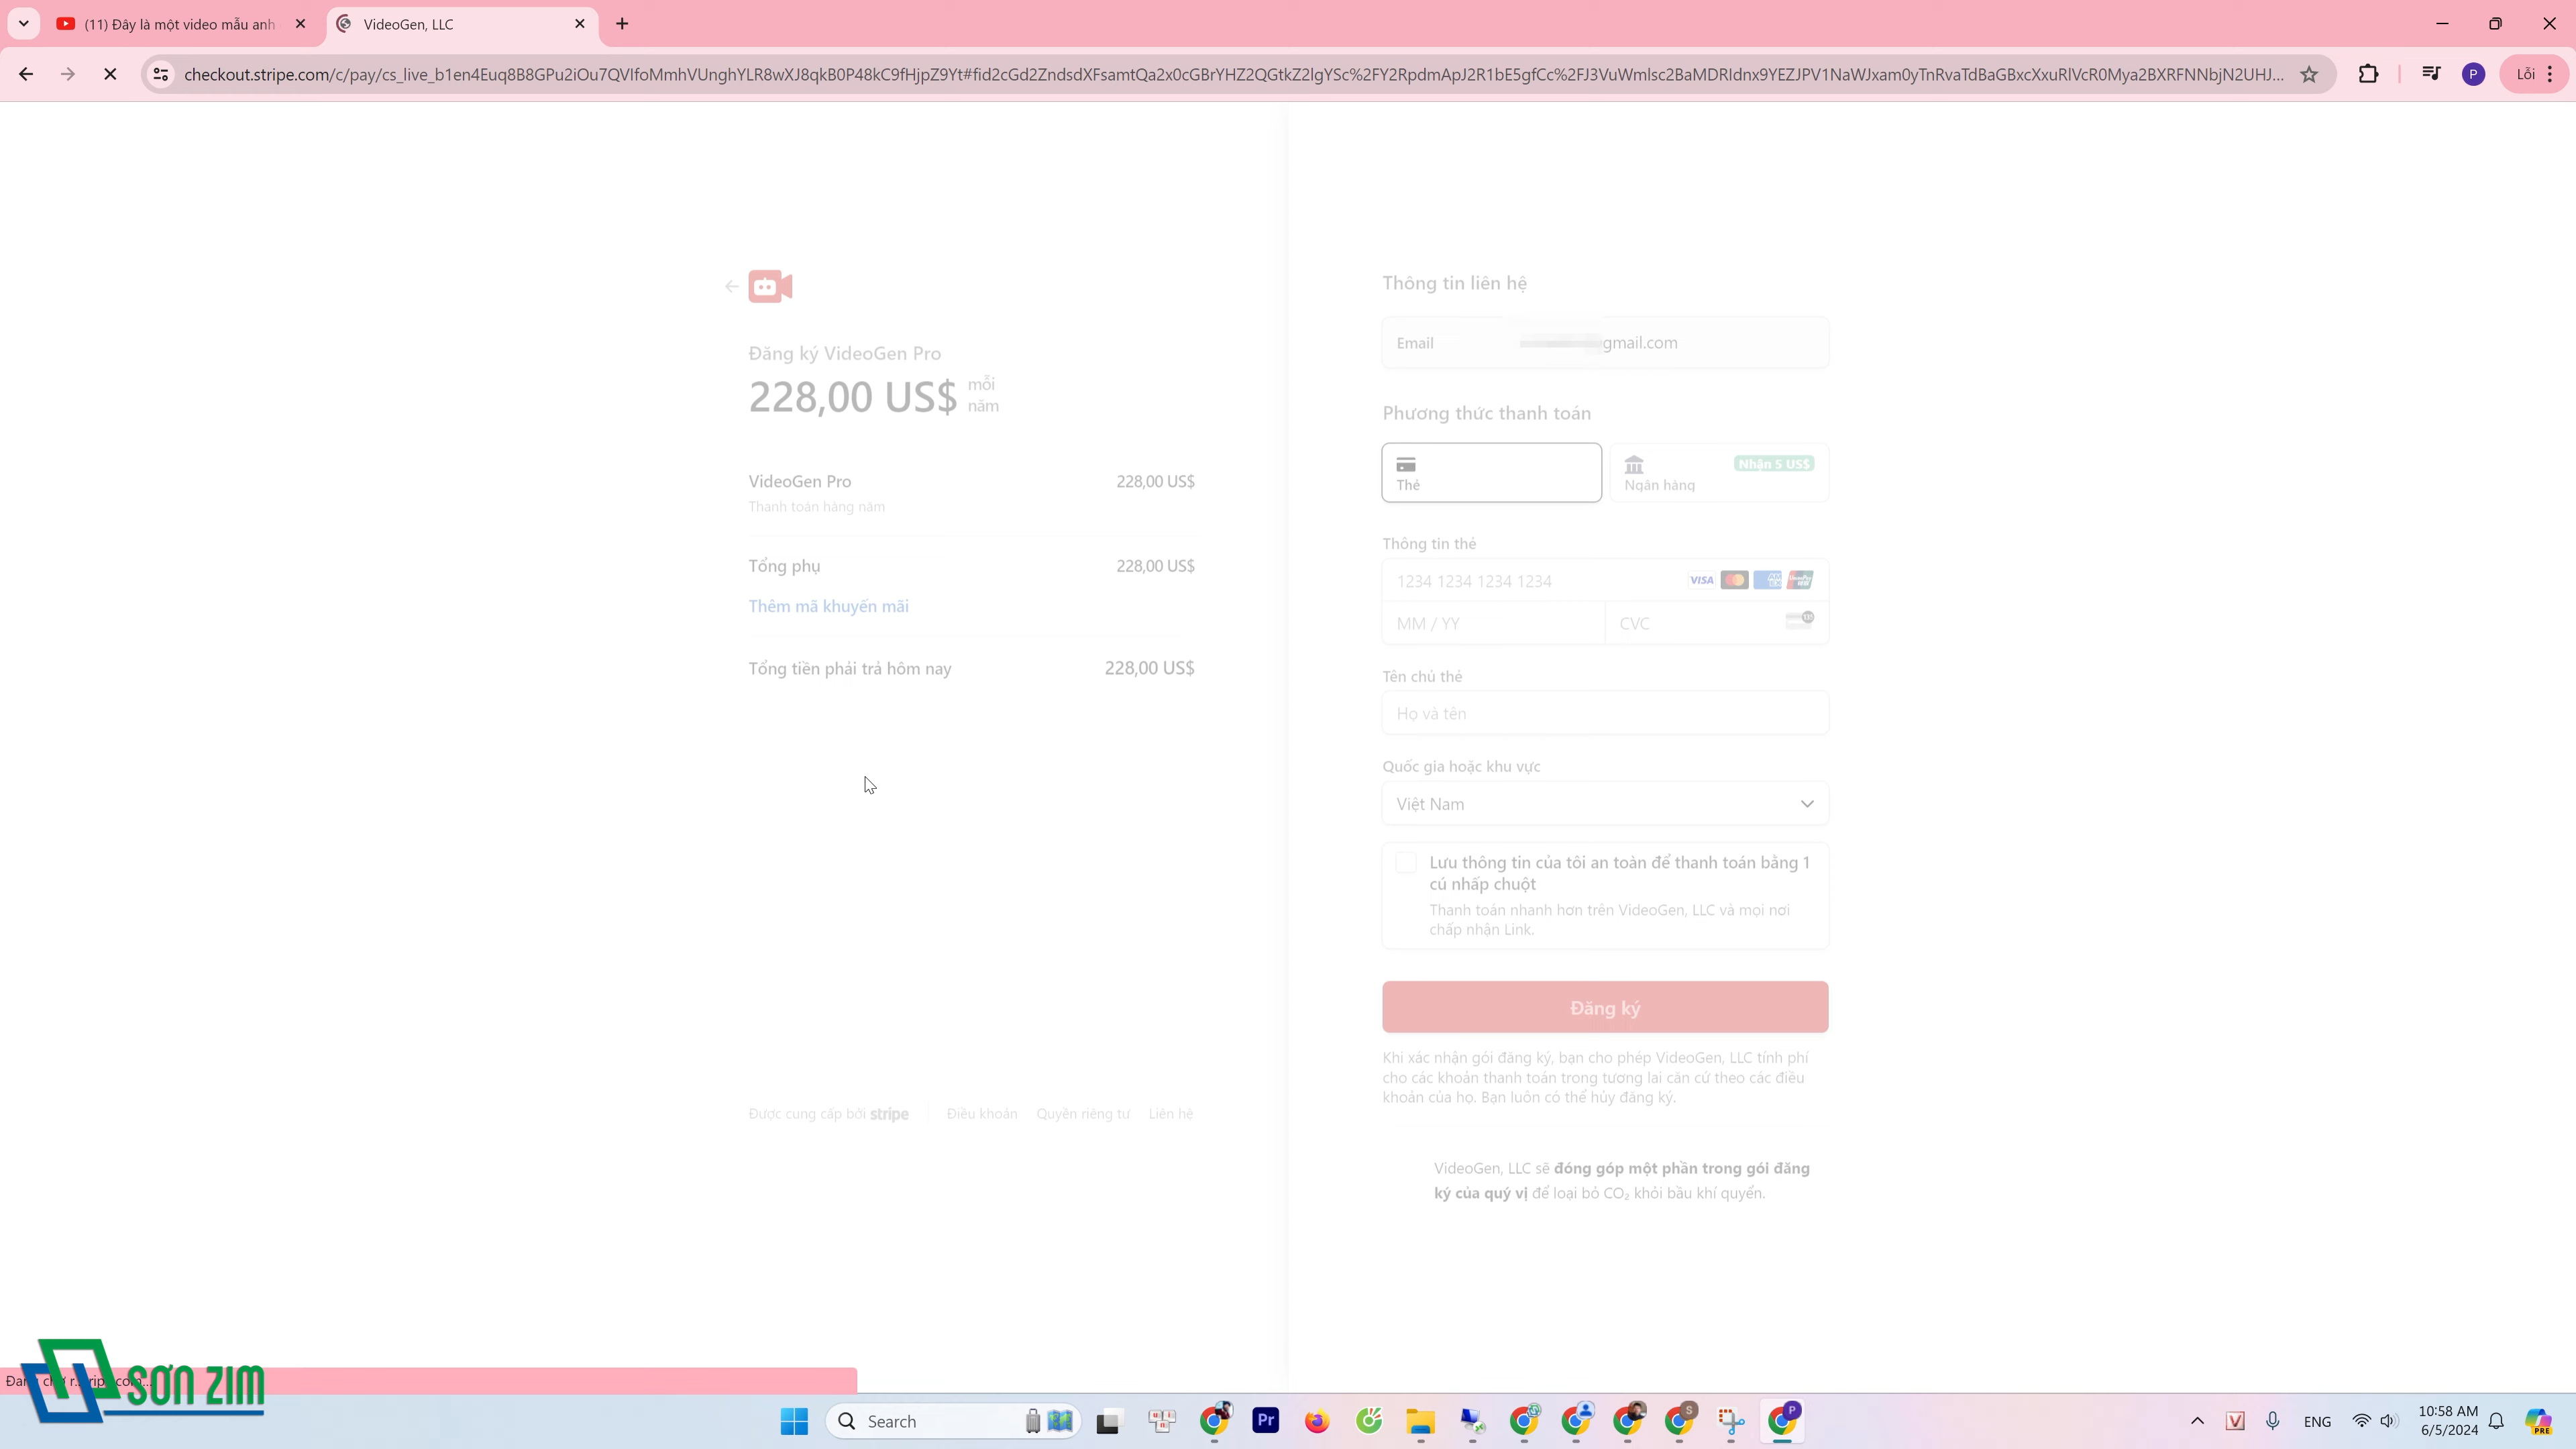 (11) Đây là một video mẫu anh
VideoGen, LLC
Lỗi
Đăng ký VideoGen Pro
228,00 US$
mỗi
năm
VideoGen Pro
228,00 US$
Thanh toán hàng năm
Tổng phụ
228,00 US$
Thêm mã khuyến mãi
Tổng tiền phải trả hôm nay
228,00 US$
Được cung cấp bởi stripe
Điều khoản
Quyền riêng tư
Liên hệ
Thông tin liên hệ
Email
gmail.com
Phương thức thanh toán
Thẻ
Nhận 5 US$
Ngân hàng
Thông tin thẻ
1234 1234 1234 1234
VISA
MM / YY
CVC
Tên chủ thẻ
Họ và tên
Quốc gia hoặc khu vực
Việt Nam
Lưu thông tin của tôi an toàn để thanh toán bằng 1
cú nhấp chuột
Thanh toán nhanh hơn trên VideoGen, LLC và mọi nơi
chấp nhận Link.
Đăng ký
Khi xác nhận gói đăng ký, bạn cho phép VideoGen, LLC tính phí
cho các khoản thanh toán trong tương lai căn cứ theo các điều
khoản của họ. Bạn luôn có thể hủy đăng ký.
VideoGen, LLC sẽ đóng góp một phần trong gói đăng
ký của quý vị để loại bỏ CO₂ khỏi bầu khí quyển.
SƠN ZIM
Search
Pr
ENG
10:58 AM
6/5/2024
PRE